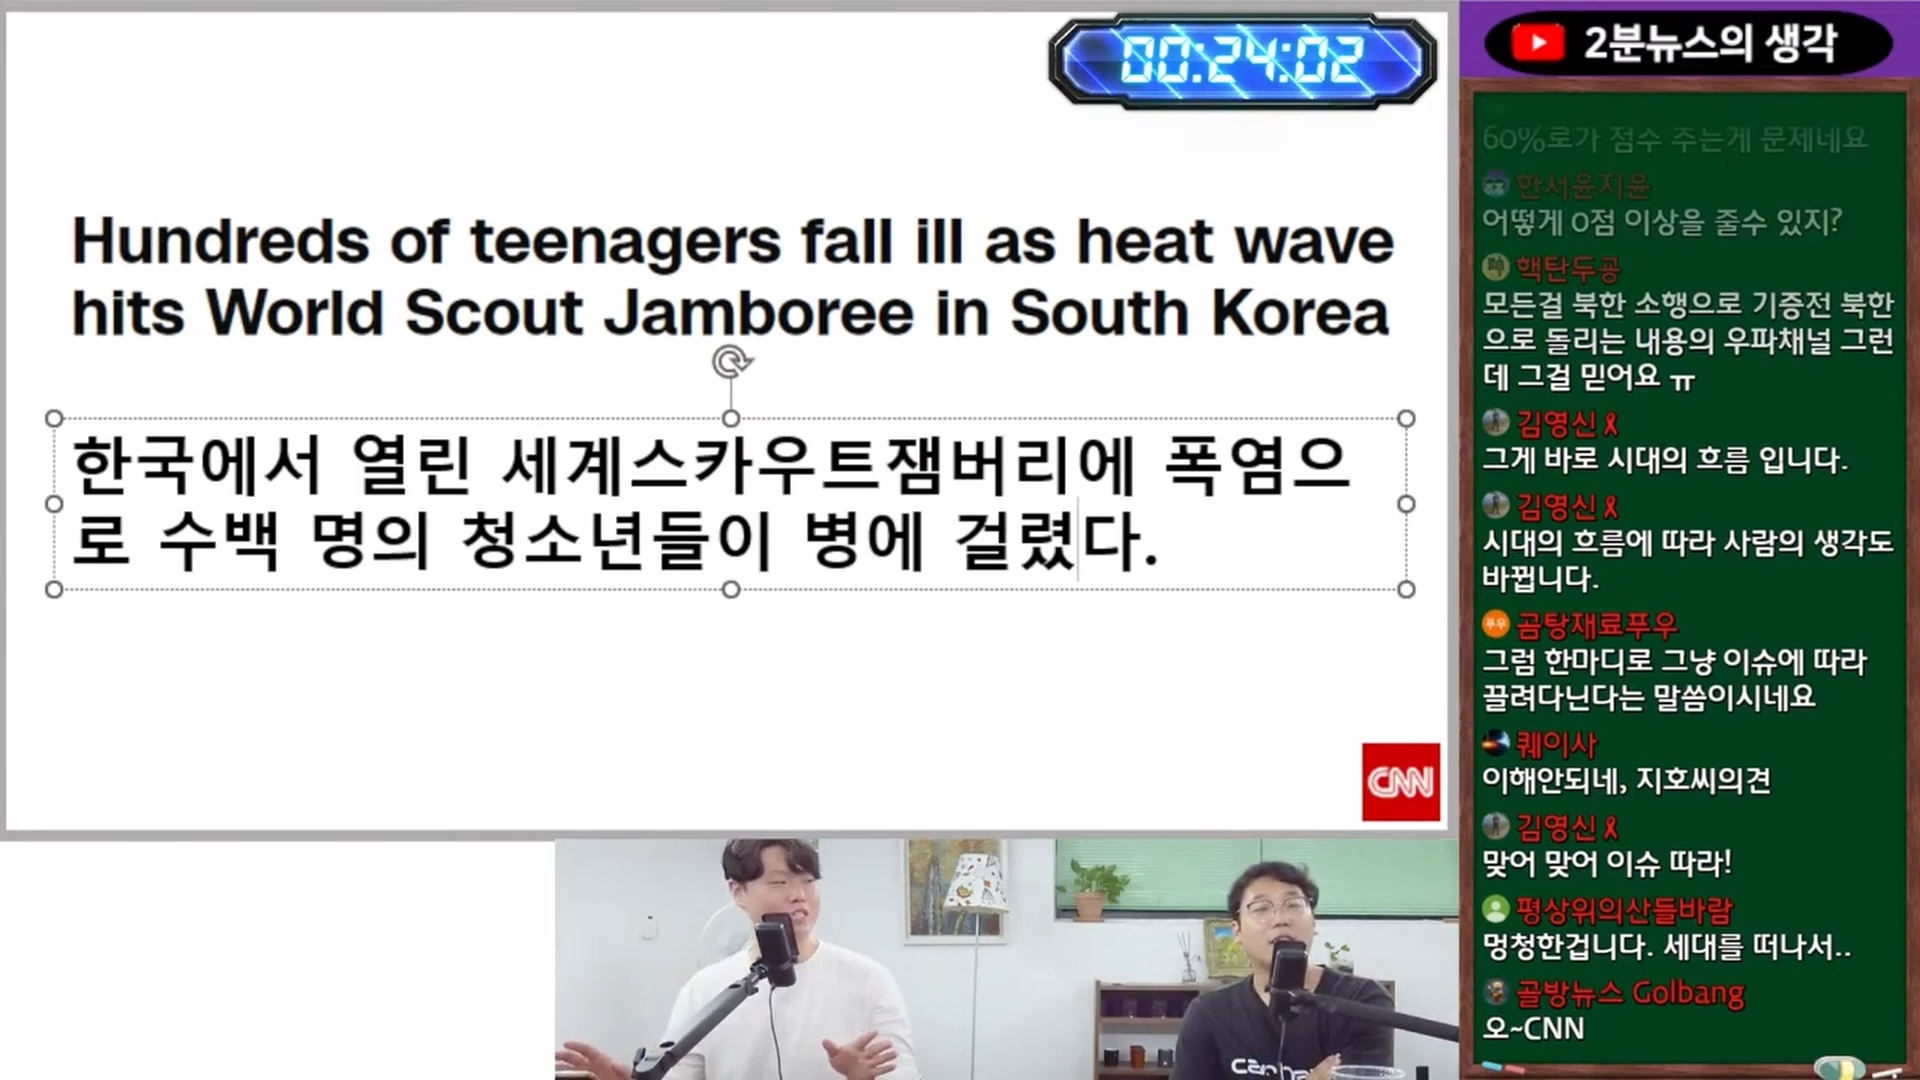 00:24:02
Hundreds of teenagers fall ill as heat wave
hits World Scout Jamboree in South Korea
한국에서 열린 세계스카우트잼버리에 폭염으
로 수백 명의 청소년들이 병에 걸렸다.
CNN
2분뉴스의 생각
60%로가 점수 주는게 문제네요
한서윤지윤
어떻게 0점 이상을 줄수 있지?
핵탄두공
모든걸 북한 소행으로 기증전 북한
으로 돌리는 내용의 우파채널 그런
데 그걸 믿어요 ㅠ
김영신🎗
그게 바로 시대의 흐름 입니다.
김영신🎗
시대의 흐름에 따라 사람의 생각도
바뀝니다.
푸우 곰탕재료푸우
그럼 한마디로 그냥 이슈에 따라
끌려다닌다는 말씀이시네요
퀘이사
이해안되네, 지호씨의견
김영신🎗
맞어 맞어 이슈 따라!
평상위의산들바람
멍청한겁니다. 세대를 떠나서..
골방뉴스 Golbang
오~CNN